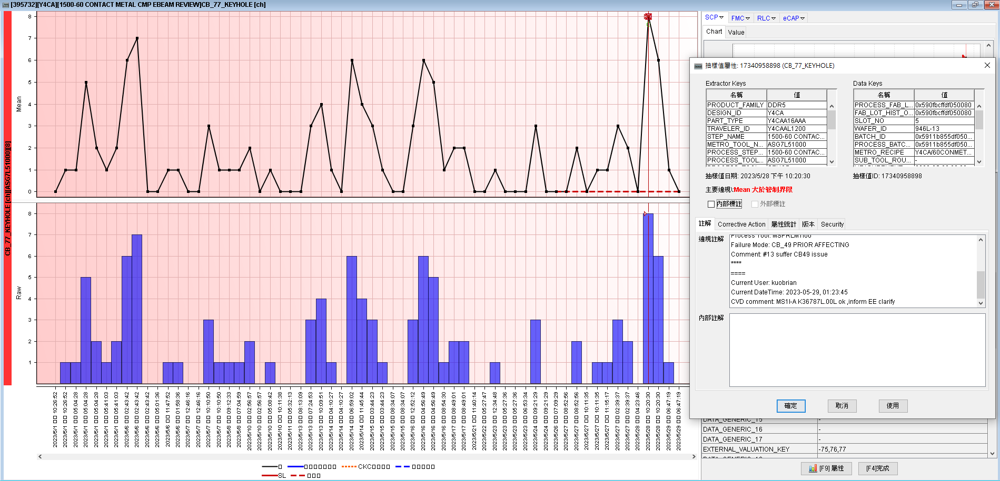 [395732][Y4CA][1500-60 CONTACT METAL CMP EBEAM REVIEW]CB_77_KEYHOLE [ch]
CB_77_KEYHOLE [ch][ASG7L51000][8]
Mean
8
7
6
5
4
3
2
1
0
Raw
8
7
6
5
4
3
2
1
2023/5/1 □□ 10:26:52
2023/5/1 □□ 10:26:52
2023/5/1 □□ 05:04:28
2023/5/1 □□ 05:04:28
2023/5/1 □□ 05:04:28
2023/5/6 □□ 05:41:03
2023/5/6 □□ 05:41:03
2023/5/6 □□ 02:43:42
2023/5/6 □□ 02:43:42
2023/5/6 □□ 02:43:42
2023/5/6 □□ 05:01:36
2023/5/6 □□ 11:47:52
2023/5/6 □□ 01:58:36
2023/5/7 □□ 12:46:16
2023/5/7 □□ 12:46:16
2023/5/7 □□ 10:10:50
2023/5/7 □□ 10:10:50
2023/5/8 □□ 09:12:33
2023/5/9 □□ 07:04:59
2023/5/10 □□ 02:56:57
2023/5/10 □□ 02:56:57
2023/5/10 □□ 06:08:42
2023/5/10 □□ 10:11:38
2023/5/11 □□ 05:32:13
2023/5/13 □□ 08:13:09
2023/5/13 □□ 07:24:53
2023/5/13 □□ 10:09:51
2023/5/14 □□ 04:10:27
2023/5/14 □□ 04:10:27
2023/5/14 □□ 06:59:02
2023/5/14 □□ 11:45:44
2023/5/15 □□ 03:44:23
2023/5/15 □□ 03:44:23
2023/5/15 □□ 08:34:07
2023/5/15 □□ 08:34:07
2023/5/16 □□ 12:52:12
2023/5/16 □□ 04:56:49
2023/5/16 □□ 04:56:49
2023/5/16 □□ 08:54:30
2023/5/17 □□ 08:49:01
2023/5/17 □□ 08:49:01
2023/5/21 □□ 11:40:14
2023/5/22 □□ 06:27:47
2023/5/23 □□ 12:34:48
2023/5/23 □□ 05:27:36
2023/5/23 □□ 05:27:36
2023/5/23 □□ 06:53:34
2023/5/24 □□ 09:21:29
2023/5/24 □□ 09:21:29
2023/5/26 □□ 07:09:29
2023/5/27 □□ 08:52:56
2023/5/27 □□ 08:52:56
2023/5/27 □□ 10:11:35
2023/5/27 □□ 10:11:35
2023/5/27 □□ 11:15:17
2023/5/27 □□ 02:39:37
2023/5/27 □□ 02:39:37
2023/5/28 □□ 04:23:46
2023/5/28 □□ 10:20:30
2023/5/28 □□ 10:20:30
2023/5/29 □□ 06:47:19
2023/5/29 □□ 06:47:19
□ □□□□□□□ CKC□□□□ □□□□□
SL □□□
SCP FMC RLC eCAP
Chart Value
抽樣值屬性: 17340958898 (CB_77_KEYHOLE)
Extractor Keys
名稱 值
PRODUCT_FAMILY DDR5
DESIGN_ID Y4CA
PART_TYPE Y4CAA16AAA
TRAVELER_ID Y4CAAL1200
STEP_NAME 1500-60 CONTAC...
METRO_TOOL_N... ASG7L51000
PROCESS_STEP... 1500-60 CONTAC...
PROCESS_TOOL... ASG7L51000
Data Keys
名稱 值
PROCESS_FAB_L... 0x590fbcffdf050080
FAB_LOT_HIST_O... 0x590fbcffdf050080
SLOT_NO 5
WAFER_ID 946L-13
BATCH_ID 0x5911b855df050...
PROCESS_BATC... 0x5911b855df050...
METRO_RECIPE Y4CA/60CONMET...
SUB_TOOL_ROU... -
抽樣值日期: 2023/5/28 下午 10:20:30
抽樣值ID: 17340958898
主要違規\:Mean 大於管制界限
內部標註 外部標註
註解 Corrective Action 屬性統計 版本 Security
違規註解
Process Tool: MSPREM1100
Failure Mode: CB_49 PRIOR AFFECTING
Comment: #13 suffer CB49 issue
****
====
Current User: kuobrian
Current DateTime: 2023-05-29, 01:23:45
CVD comment: MS1I-A K36787L.00L ok ,inform EE clarify
內部註解
確定 取消 使用
DATA_GENERIC_15 -
DATA_GENERIC_16 -
DATA_GENERIC_17 -
EXTERNAL_VALUATION_KEY -75,76,77
[F9] 屬性 [F4]完成